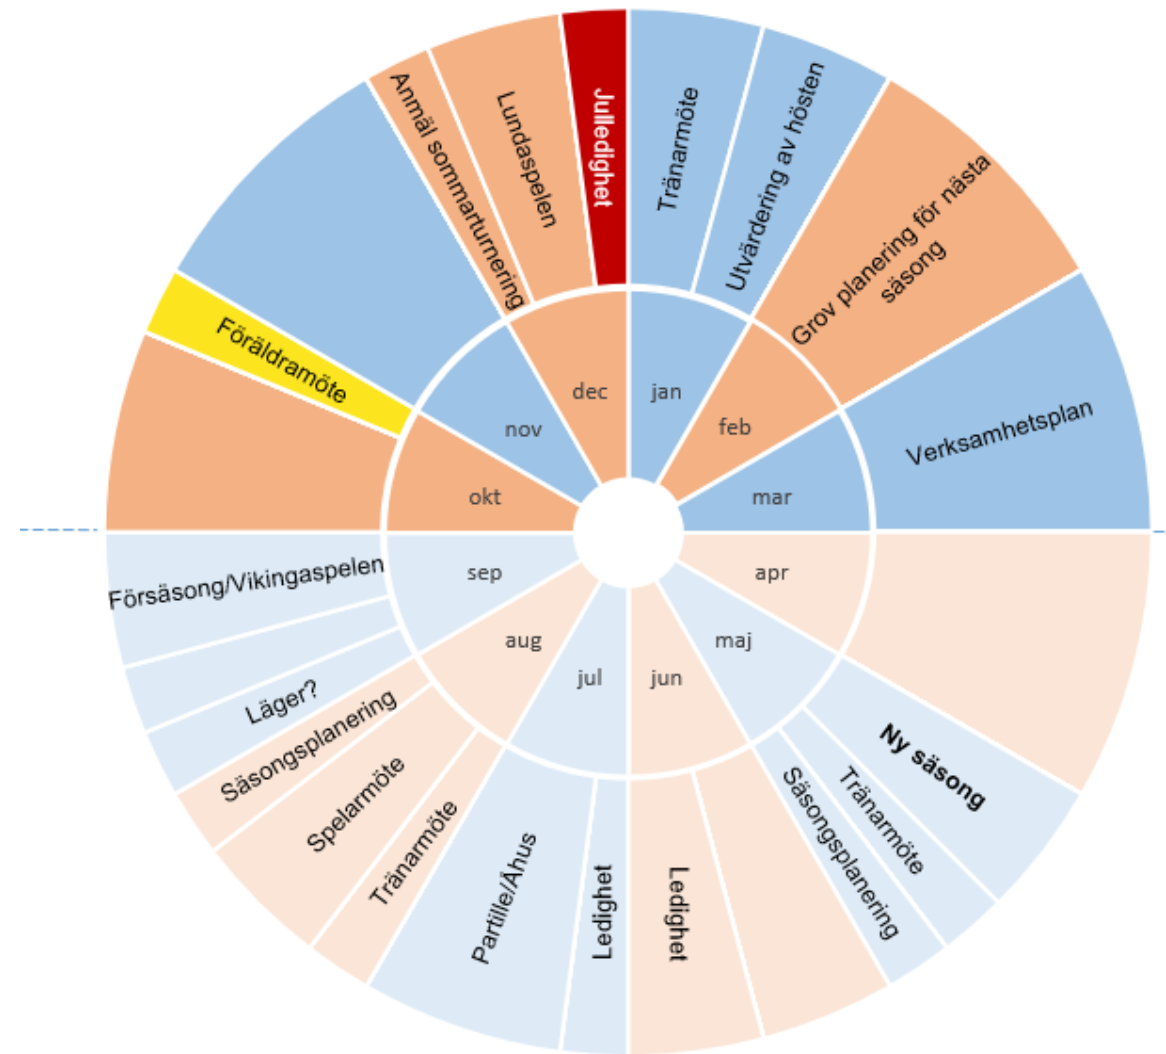 Julledighet
Tränarmöte
Utvärdering av hösten
Grov planering för nästa
säsong
Verksamhetsplan
Ny säsong
Tränarmöte
Säsongsplanering
Ledighet
Ledighet
Partille/Åhus
Tränarmöte
Spelarmöte
Säsongsplanering
Läger?
Försäsong/Vikingaspelen
Föräldramöte
Anmäl sommarturnering
Lundaspelen
jan
feb
mar
apr
maj
jun
jul
aug
sep
okt
nov
dec